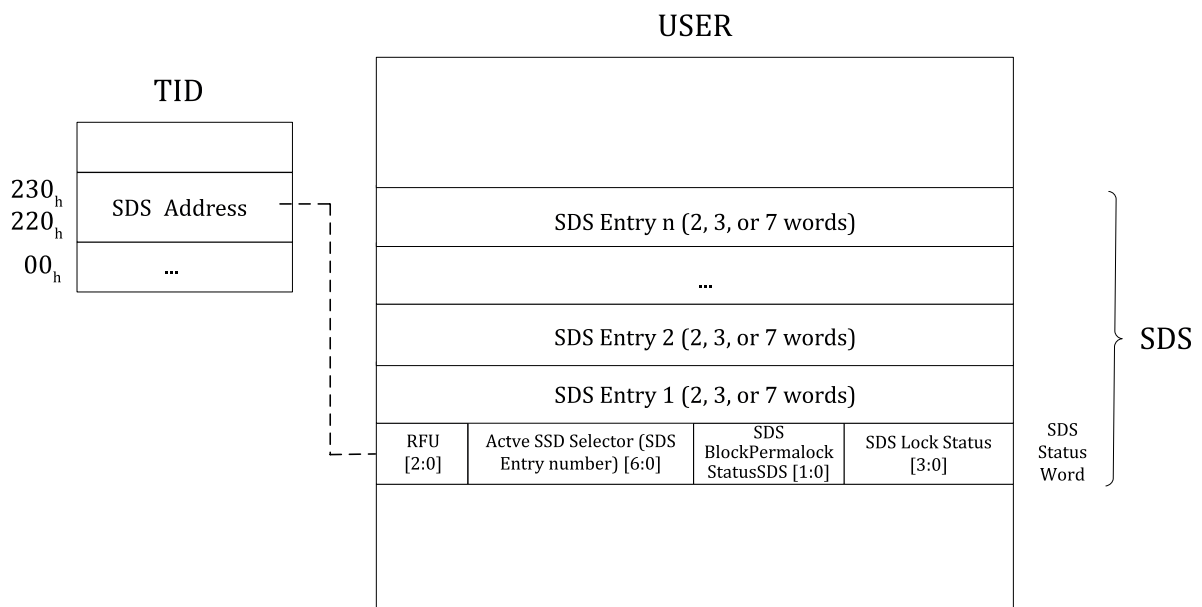 USER
TID
230h
220h
SDS Address
00h
...
SDS Entry n (2, 3, or 7 words)
...
SDS Entry 2 (2, 3, or 7 words)
SDS Entry 1 (2, 3, or 7 words)
SDS
RFU
[2:0]
Actve SSD Selector (SDS
Entry number) [6:0]
SDS
BlockPermalock
StatusSDS [1:0]
SDS Lock Status
[3:0]
SDS
Status
Word